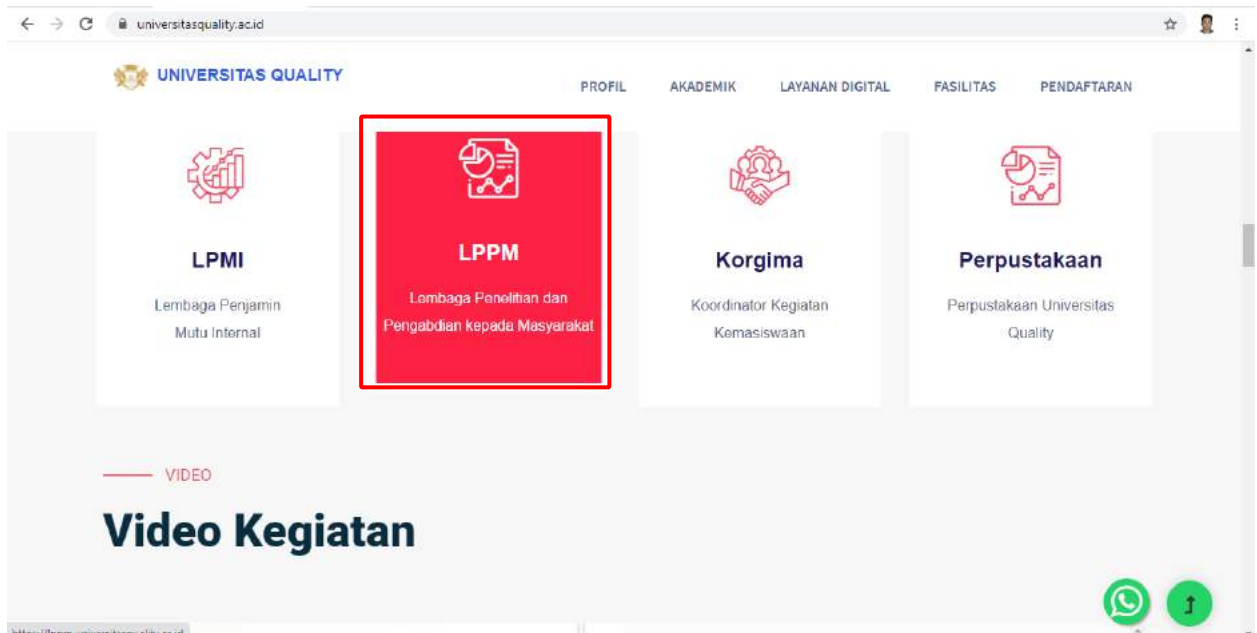 universitasquality.ac.id
UNIVERSITAS QUALITY
PROFIL AKADEMIK LAYANAN DIGITAL FASILITAS PENDAFTARAN
LPMI
Lembaga Penjamin
Mutu Internal
LPPM
Lembaga Penelitian dan
Pengabdian kepada Masyarakat
Korgima
Koordinator Kegiatan
Kemasiswaan
Perpustakaan
Perpustakaan Universitas
Quality
VIDEO
Video Kegiatan